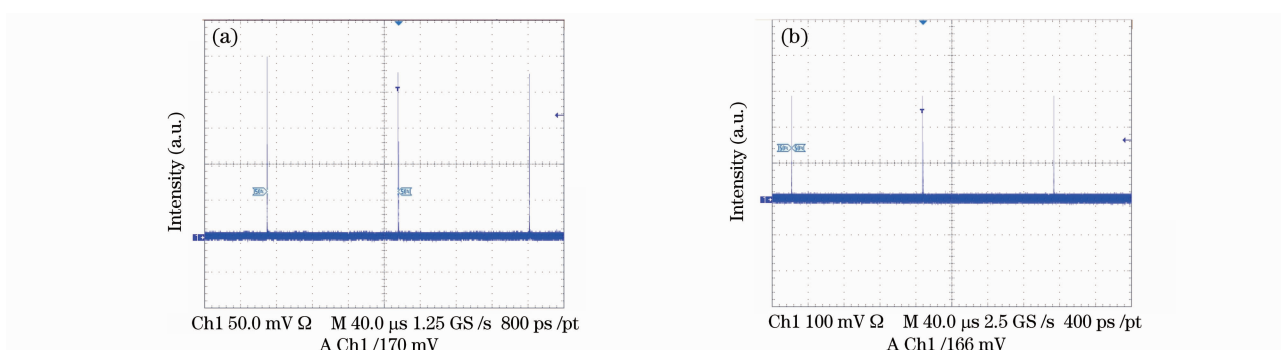 (a)
Intensity (a.u.)
Ch1 50.0 mV Ω M 40.0 μs 1.25 GS /s 800 ps /pt
A Ch1 /170 mV
(b)
Intensity (a.u.)
Ch1 100 mV Ω M 40.0 μs 2.5 GS /s 400 ps /pt
A Ch1 /166 mV